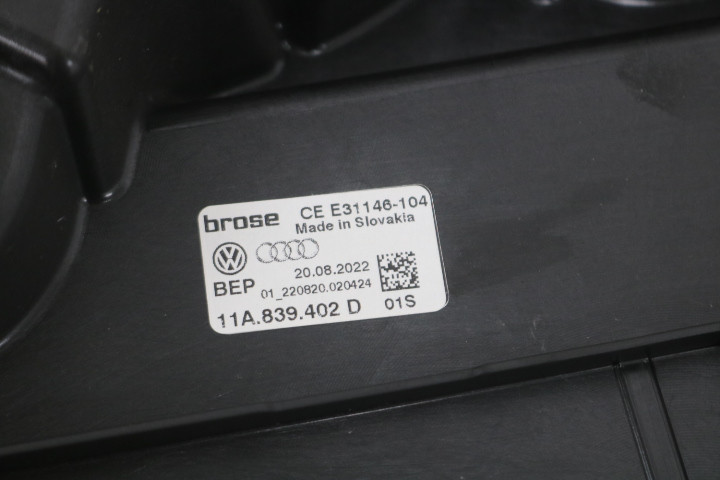 brose CE E31146-104
Made in Slovakia
20.08.2022
BEP 01_220820.020424
11A.839.402 D 01S